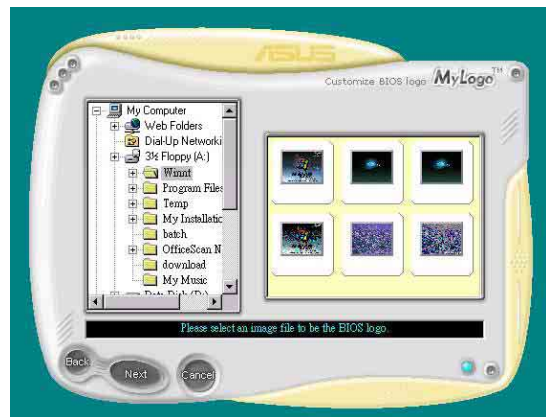 ASUS
Customize BIOS logo MyLogo™
My Computer
Web Folders
Dial-Up Networki
3½ Floppy (A:)
Winnt
Program Files
Temp
My Installatic
batch
OfficeScan N
download
My Music
Data Disk (D:)
Please select an image file to be the BIOS logo.
Back
Next
Cancel